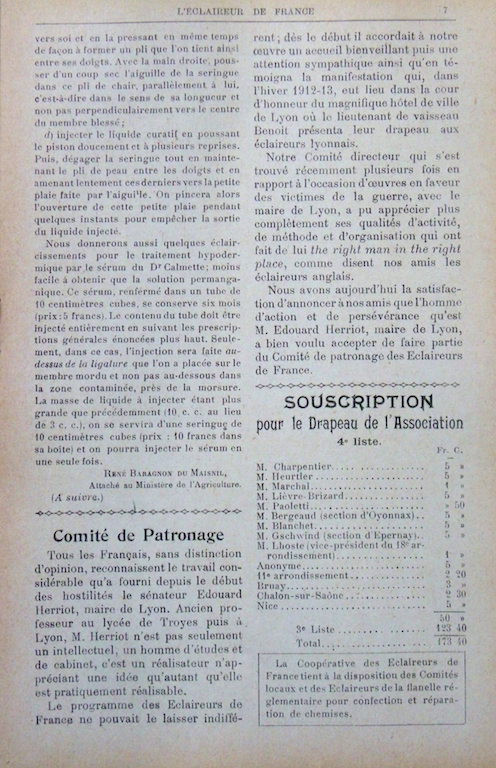 L'ÉCLAIREUR DE FRANCE 7
vers soi et en la pressant en même temps
de façon à former un pli que l'on tient ainsi
entre ses doigts. Avec la main droite, pous-
ser d'un coup sec l'aiguille de la seringue
dans ce pli de chair, parallèlement à lui,
c'est-à-dire dans le sens de sa longueur et
non pas perpendiculairement vers le centre
du membre blessé;
d) injecter le liquide curatif en poussant
le piston doucement et à plusieurs reprises.
Puis, dégager la seringue tout en mainte-
nant le pli de peau entre les doigts et en
amenant lentement ces derniers vers la petite
plaie faite par l'aiguille. On pincera alors
l'ouverture de cette petite plaie pendant
quelques instants pour empêcher la sortie
du liquide injecté.
Nous donnerons aussi quelques éclair-
cissements pour le traitement hypoder-
mique par le sérum du Dr Calmette; moins
facile à obtenir que la solution permanga-
nique. Ce sérum, renfermé dans un tube de
10 centimètres cubes, se conserve six mois
(prix: 5 francs). Le contenu du tube doit être
injecté entièrement en suivant les prescrip-
tions générales énoncées plus haut. Seule-
ment, dans ce cas, l'injection sera faite au-
dessus de la ligature que l'on a placée sur le
membre mordu et non pas au-dessous dans
la zone contaminée, près de la morsure.
La masse de liquide à injecter étant plus
grande que précédemment (10 c. c. au lieu
de 3 c. c.), on se servira d'une seringue de
10 centimètres cubes (prix : 10 francs dans
sa boîte) et on pourra injecter le sérum en
une seule fois.
RENÉ BABAGNON DU MAISNIL,
Attaché au Ministère de l'Agriculture.
(A suivre.)
Comité de Patronage
Tous les Français, sans distinction
d'opinion, reconnaissent le travail con-
sidérable qu'a fourni depuis le début
des hostilités le sénateur Edouard
Herriot, maire de Lyon. Ancien pro-
fesseur au lycée de Troyes puis à
Lyon, M. Herriot n'est pas seulement
un intellectuel, un homme d'études et
de cabinet, c'est un réalisateur n'ap-
préciant une idée qu'autant qu'elle
est pratiquement réalisable.
Le programme des Eclaireurs de
France ne pouvait le laisser indiffé-
rent; dès le début il accordait à notre
œuvre un accueil bienveillant puis une
attention sympathique ainsi qu'en té-
moigna la manifestation qui, dans
l'hiver 1912-13, eut lieu dans la cour
d'honneur du magnifique hôtel de ville
de Lyon où le lieutenant de vaisseau
Benoit présenta leur drapeau aux
éclaireurs lyonnais.
Notre Comité directeur qui s'est
trouvé récemment plusieurs fois en
rapport à l'occasion d'œuvres en faveur
des victimes de la guerre, avec le
maire de Lyon, a pu apprécier plus
complètement ses qualités d'activité,
de méthode et d'organisation qui ont
fait de lui the right man in the right
place, comme disent nos amis les
éclaireurs anglais.
Nous avons aujourd'hui la satisfac-
tion d'annoncer à nos amis que l'homme
d'action et de persévérance qu'est
M. Edouard Herriot, maire de Lyon,
a bien voulu accepter de faire partie
du Comité de patronage des Eclaireurs
de France.
SOUSCRIPTION
pour le Drapeau de l'Association
4e liste.
Fr. C.
M. Charpentier................ 5 »
M. Heurtier................ 5 »
M. Marchal................ 1 »
M. Lièvre-Brizard................ 5 »
M. Paoletti................ » 50
M. Bergeaud (section d'Oyonnax).. 5 »
M. Blanchet................ 5 »
M. Gschwind (section d'Epernay).. 5 »
M. Lhoste (vice-président du 18e ar-
rondissement)................ 1 »
Anonyme................ 5 »
11e arrondissement................ 2 20
Bruay................ 3 »
Chalon-sur-Saône................ 2 30
Nice................ 5 »
50 »
3e Liste................ 123 40
Total................ 173 40
La Coopérative des Eclaireurs de
France tient à la disposition des Comités
locaux et des Eclaireurs de la flanelle ré-
glementaire pour confection et répara-
tion de chemises.